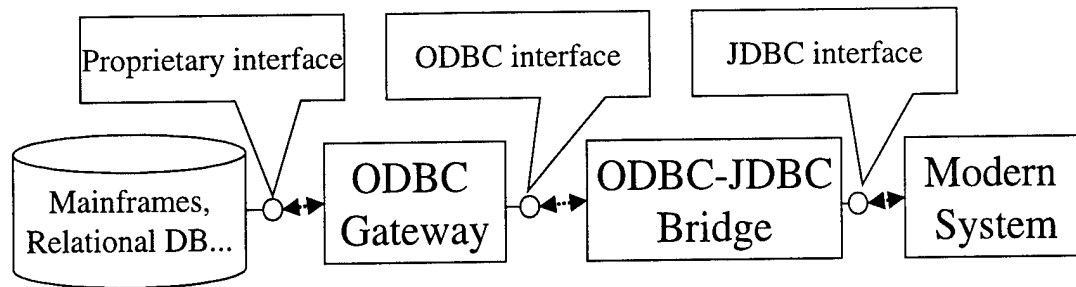 Proprietary interface
ODBC interface
JDBC interface
Mainframes,
Relational DB...
ODBC
Gateway
ODBC-JDBC
Bridge
Modern
System